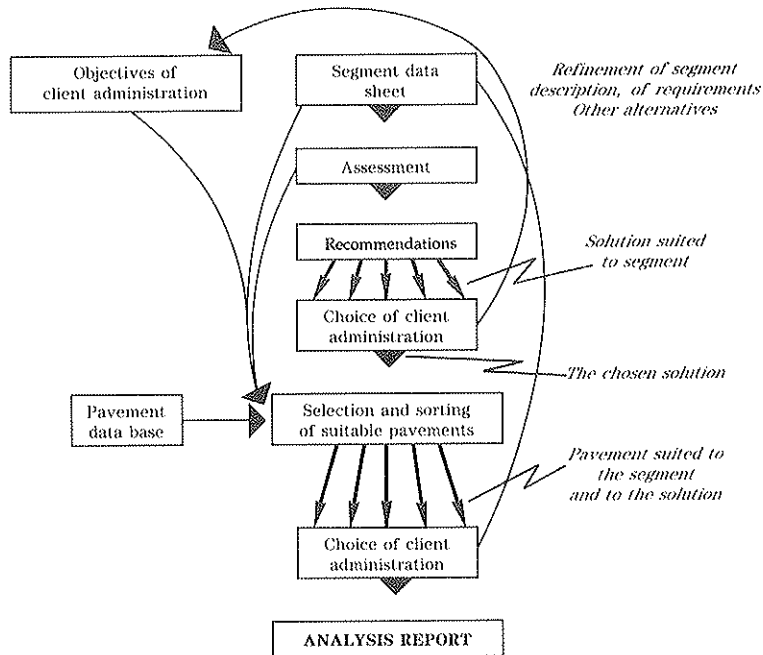 Objectives of
client administration
Segment data
sheet
Refinement of segment
description, of requirements
Other alternatives
Assessment
Recommendations
Solution suited
to segment
Choice of client
administration
The chosen solution
Pavement
data base
Selection and sorting
of suitable pavements
Pavement suited to
the segment
and to the solution
Choice of client
administration
ANALYSIS REPORT